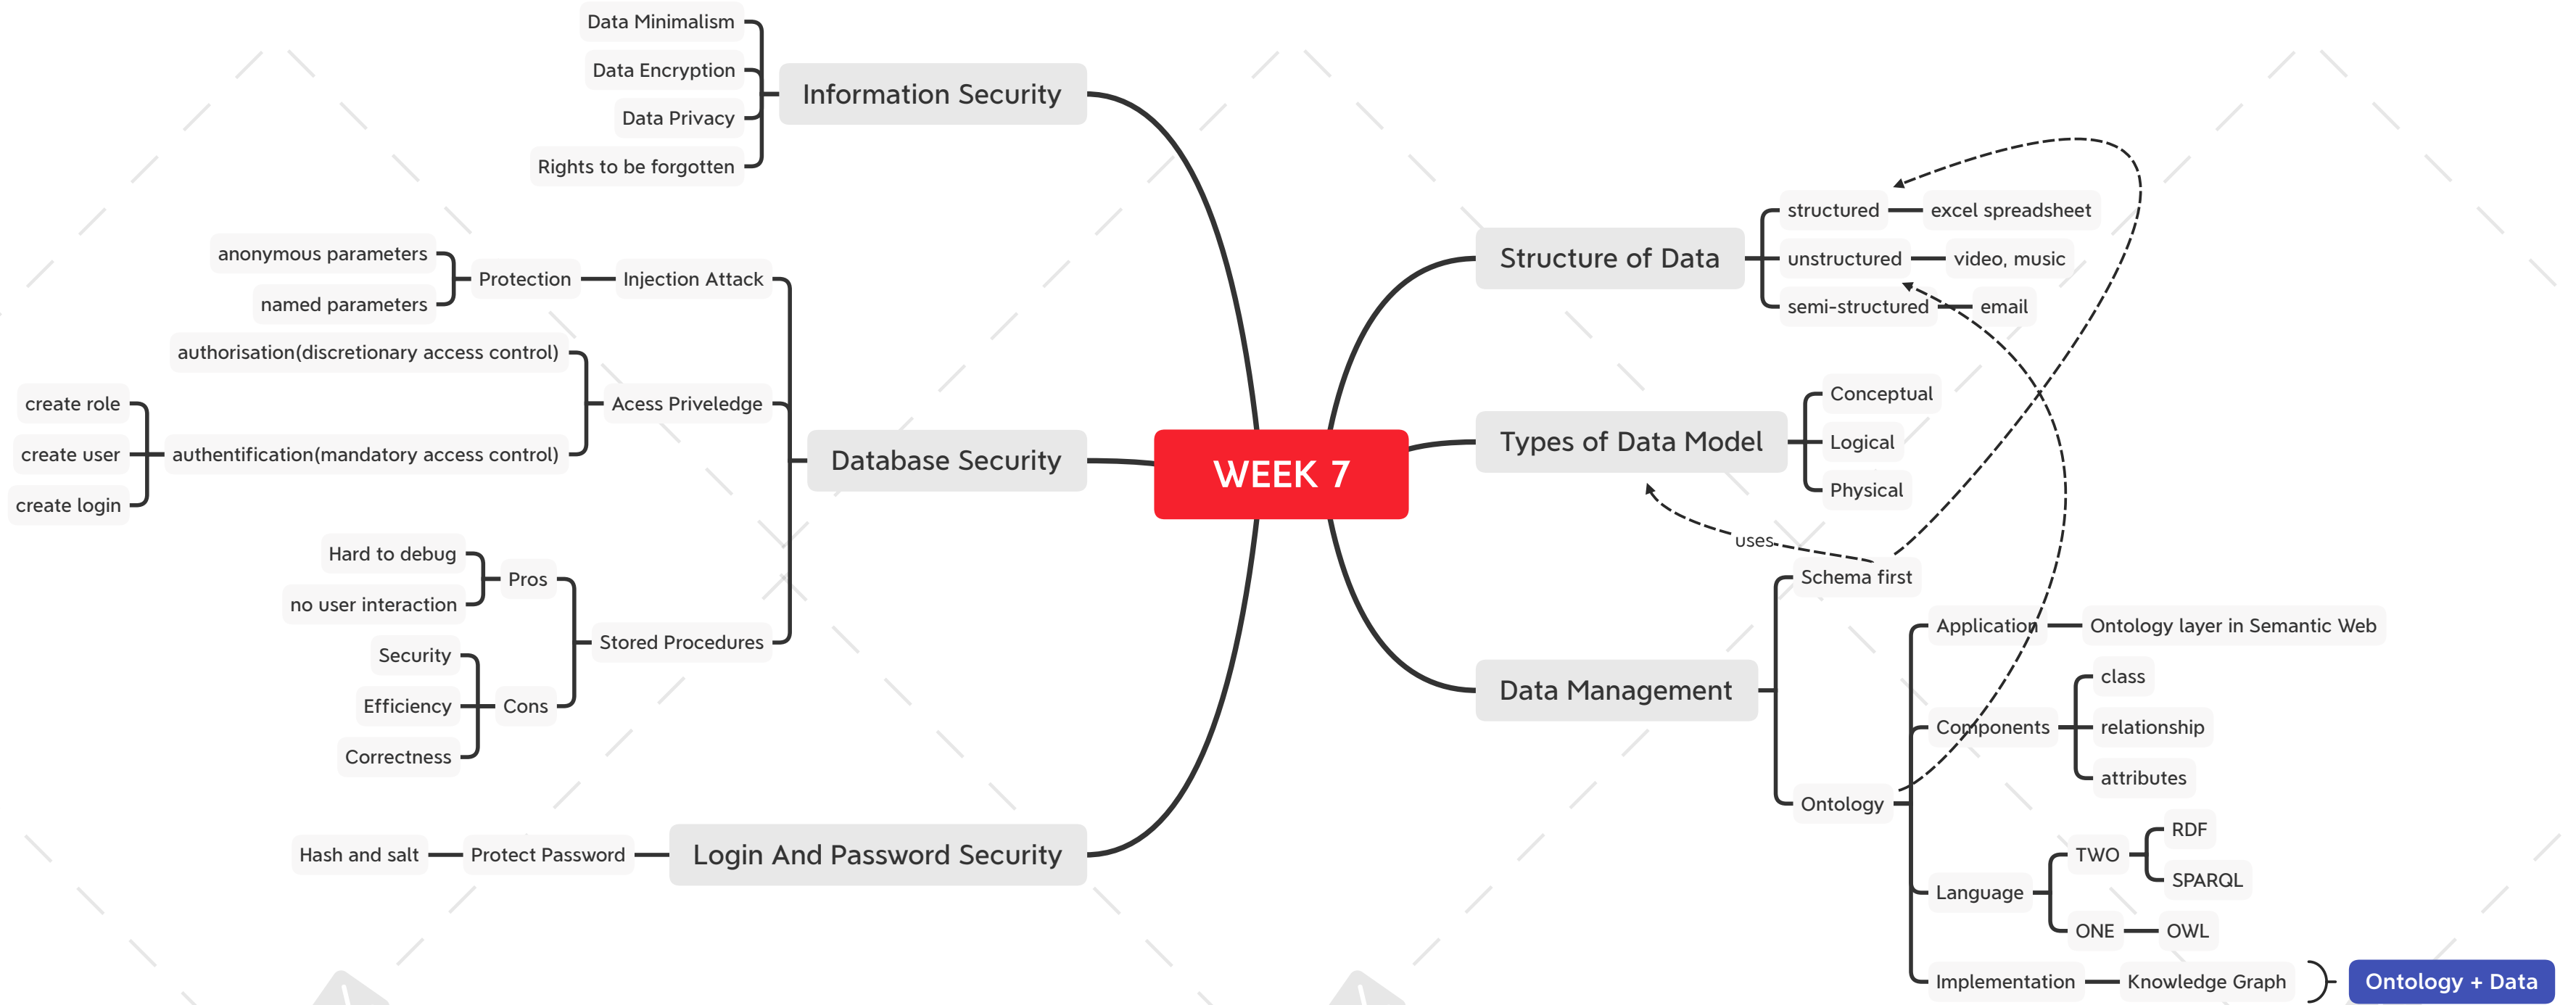 WEEK 7
Information Security
Data Minimalism
Data Encryption
Data Privacy
Rights to be forgotten
Database Security
Injection Attack
Protection
anonymous parameters
named parameters
Acess Priveledge
authorisation(discretionary access control)
authentification(mandatory access control)
create role
create user
create login
Stored Procedures
Pros
Hard to debug
no user interaction
Cons
Security
Efficiency
Correctness
Login And Password Security
Protect Password
Hash and salt
Structure of Data
structured
excel spreadsheet
unstructured
video, music
semi-structured
email
Types of Data Model
Conceptual
Logical
Physical
uses
Data Management
Schema first
Ontology
Application
Ontology layer in Semantic Web
Components
class
relationship
attributes
Language
TWO
RDF
SPARQL
ONE
OWL
Implementation
Knowledge Graph
Ontology + Data